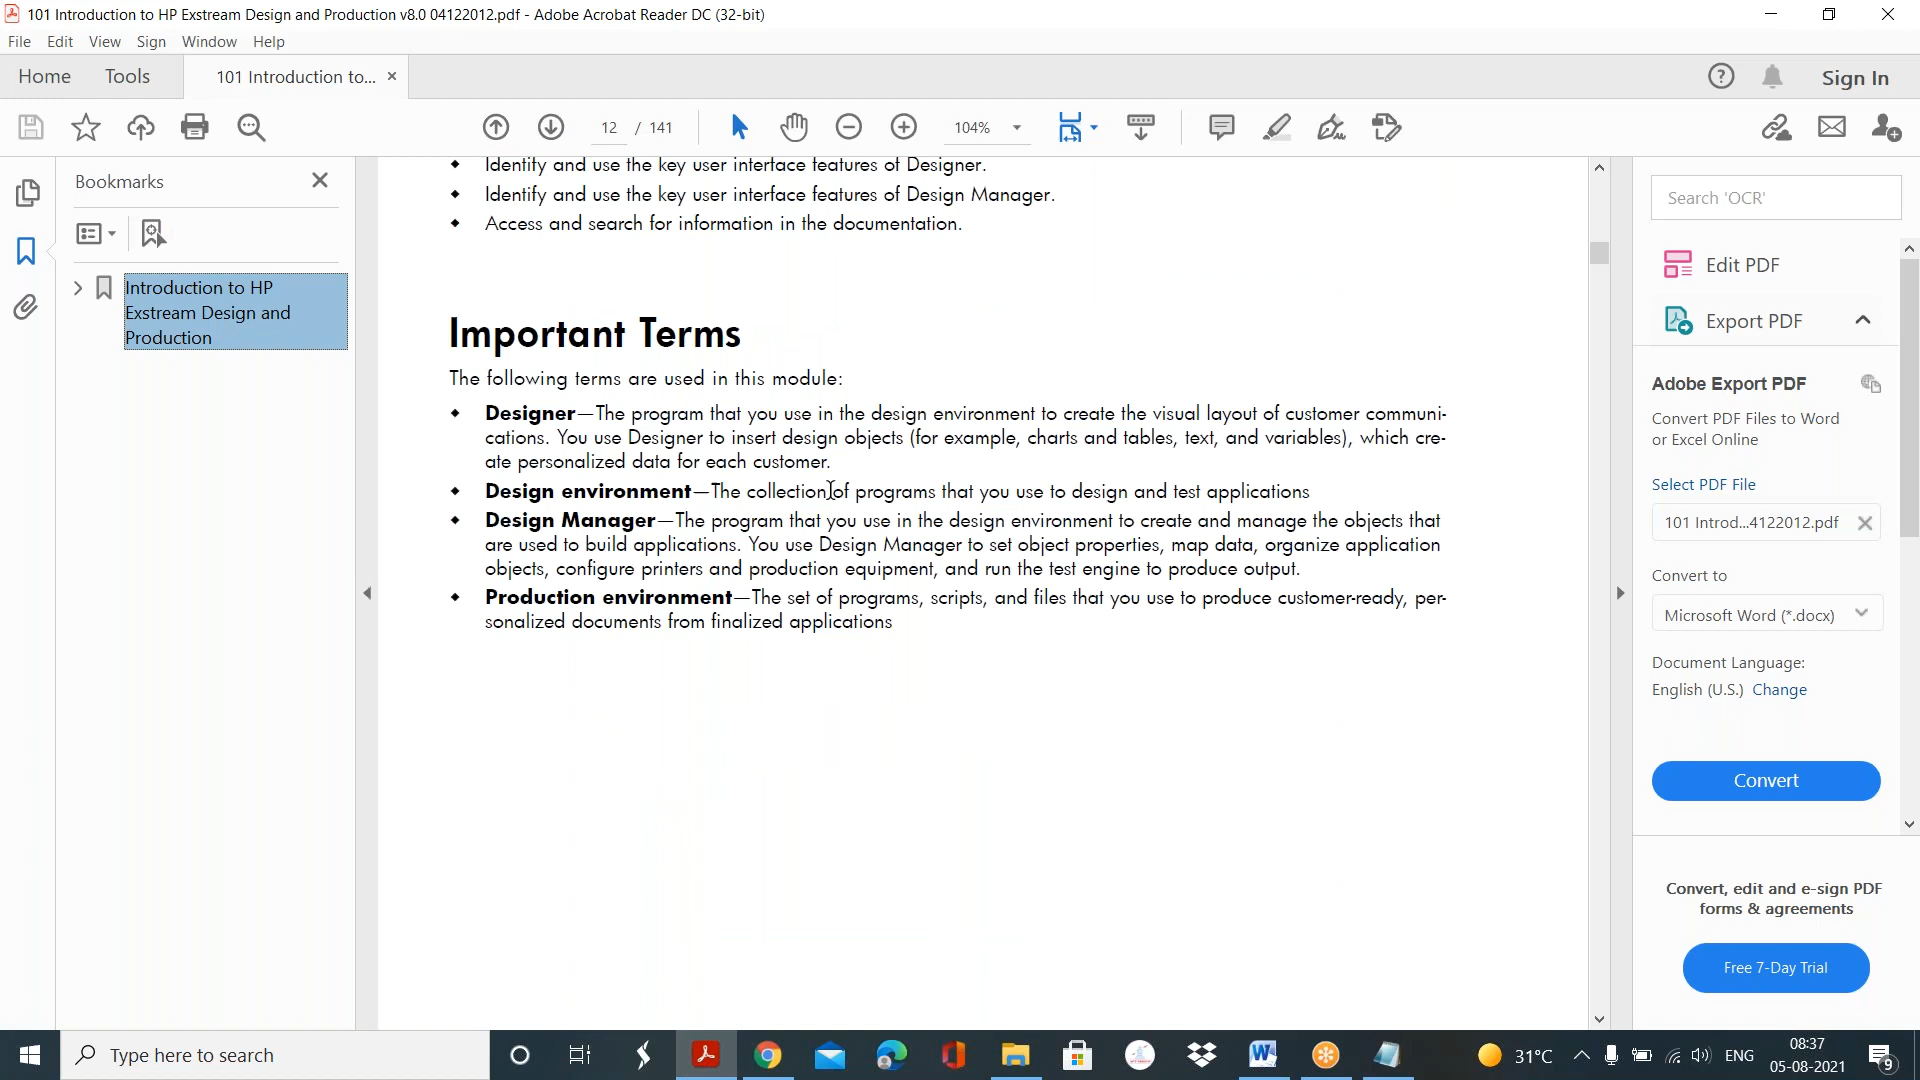 101 Introduction to HP Exstream Design and Production v8.0 04122012.pdf - Adobe Acrobat Reader DC (32-bit)
File Edit View Sign Window Help
Home Tools 101 Introduction to... Sign In
12 / 141 104%
Bookmarks
Introduction to HP
Exstream Design and
Production
Identify and use the key user interface features of Designer.
Identify and use the key user interface features of Design Manager.
Access and search for information in the documentation.
Important Terms
The following terms are used in this module:
Designer—The program that you use in the design environment to create the visual layout of customer communi-
cations. You use Designer to insert design objects (for example, charts and tables, text, and variables), which cre-
ate personalized data for each customer.
Design environment—The collection of programs that you use to design and test applications
Design Manager—The program that you use in the design environment to create and manage the objects that
are used to build applications. You use Design Manager to set object properties, map data, organize application
objects, configure printers and production equipment, and run the test engine to produce output.
Production environment—The set of programs, scripts, and files that you use to produce customer-ready, per-
sonalized documents from finalized applications
Search 'OCR'
Edit PDF
Export PDF
Adobe Export PDF
Convert PDF Files to Word
or Excel Online
Select PDF File
101 Introd...4122012.pdf
Convert to
Microsoft Word (*.docx)
Document Language:
English (U.S.) Change
Convert
Convert, edit and e-sign PDF
forms & agreements
Free 7-Day Trial
Type here to search
31°C
ENG
08:37
05-08-2021
9